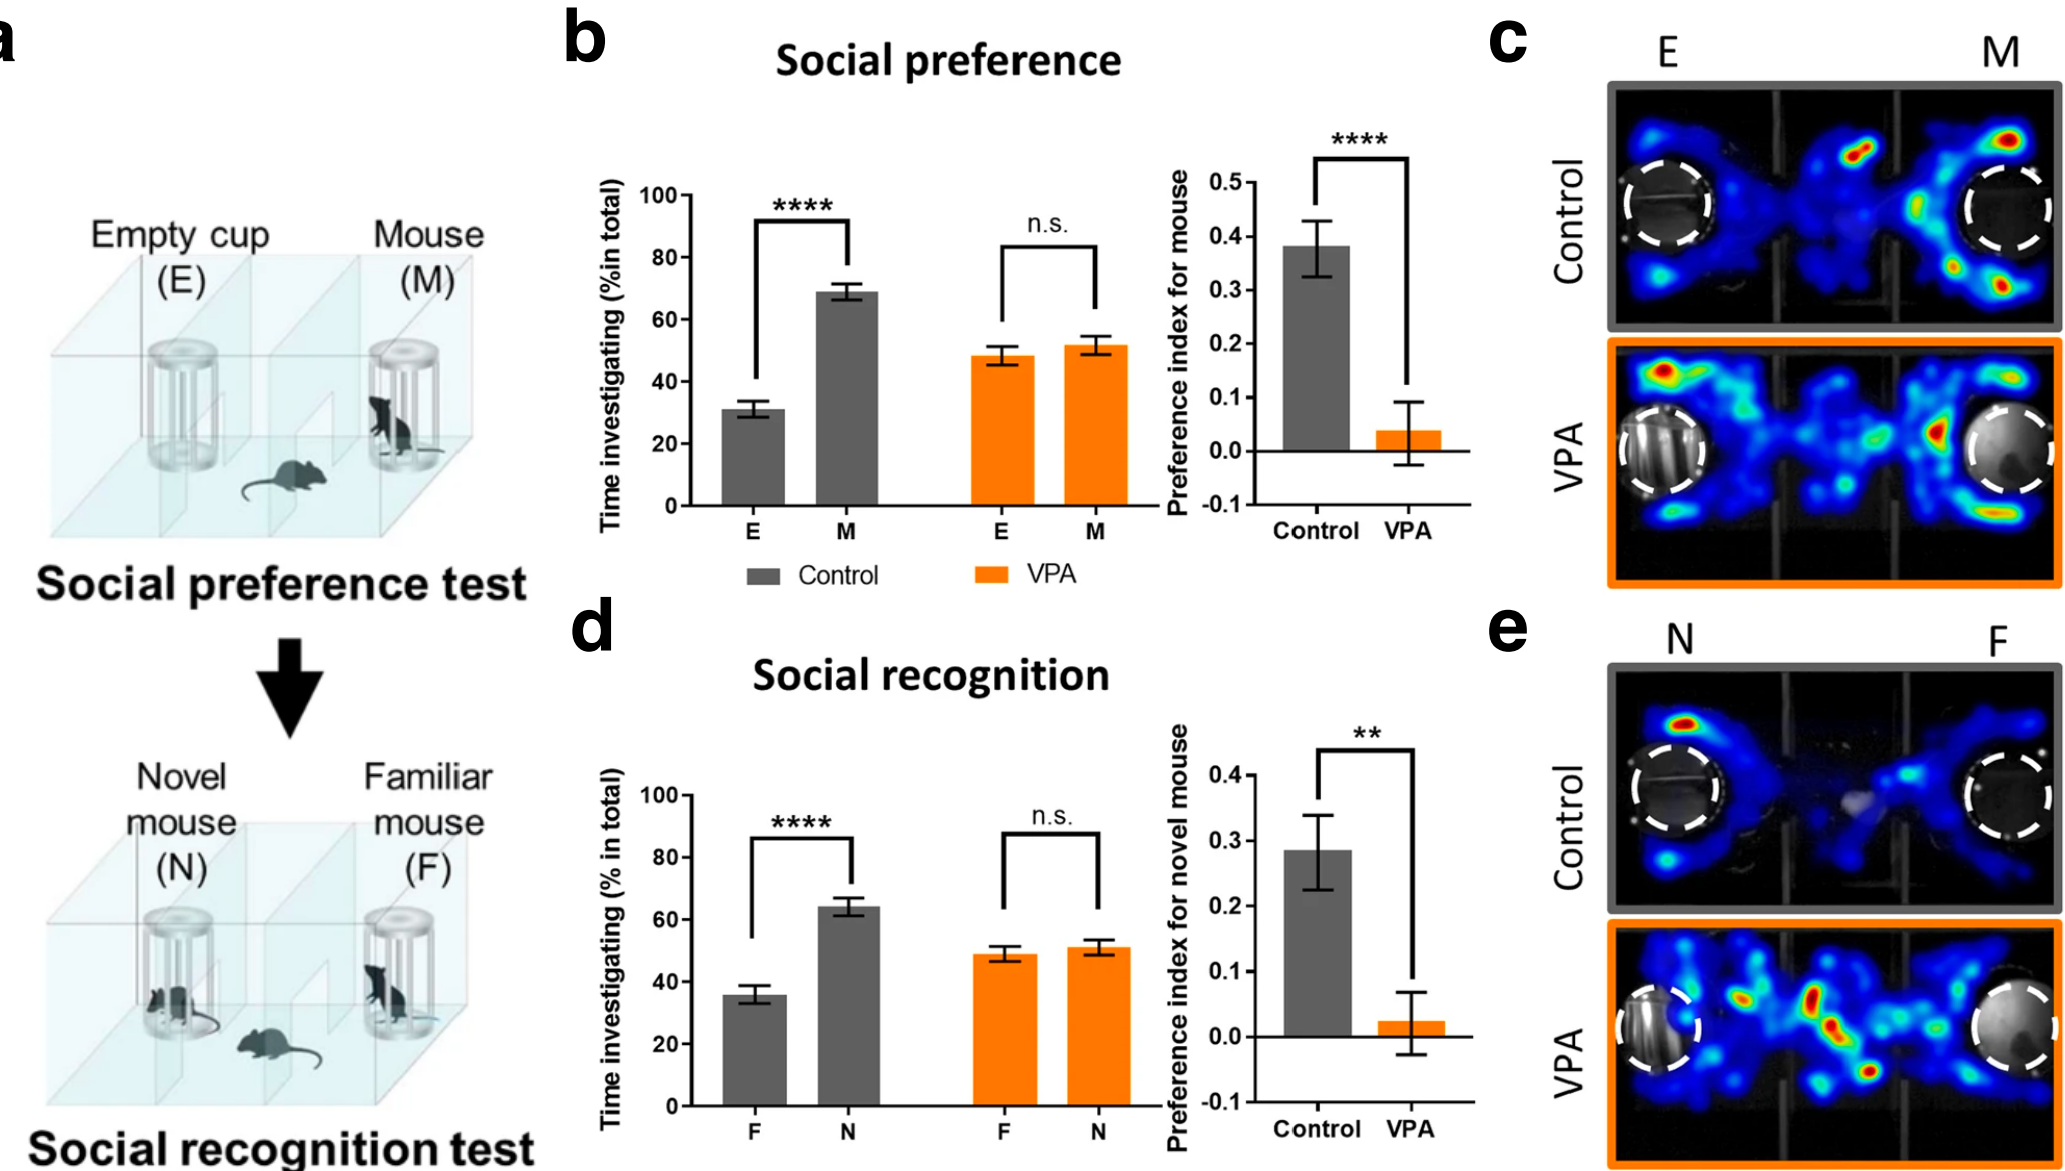 a
Empty cup
(E)
Mouse
(M)
Social preference test
Novel
mouse
(N)
Familiar
mouse
(F)
Social recognition test
b
Social preference
Time investigating (%in total)
100
80
60
40
20
0
****
n.s.
E
M
E
M
Control
VPA
Preference index for mouse
0.5
0.4
0.3
0.2
0.1
0.0
-0.1
****
Control
VPA
c
E
M
Control
VPA
d
Social recognition
Time investigating (% in total)
100
80
60
40
20
0
****
n.s.
F
N
F
N
Preference index for novel mouse
0.4
0.3
0.2
0.1
0.0
-0.1
**
Control
VPA
e
N
F
Control
VPA